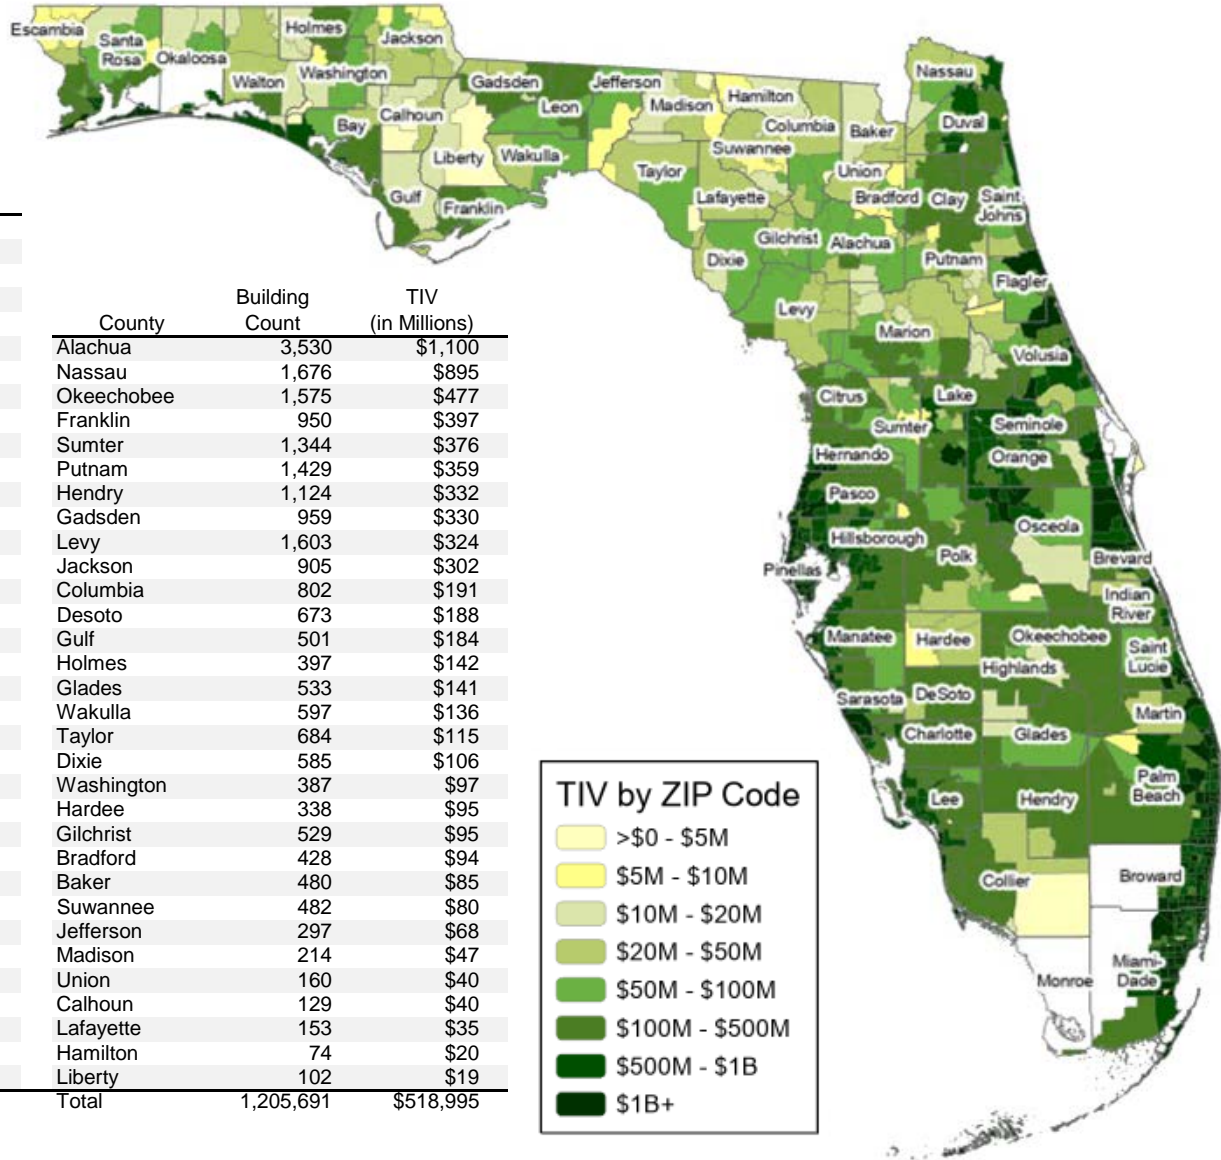 Building TIV
County Count (in Millions)
Alachua 3,530 $1,100
Nassau 1,676 $895
Okeechobee 1,575 $477
Franklin 950 $397
Sumter 1,344 $376
Putnam 1,429 $359
Hendry 1,124 $332
Gadsden 959 $330
Levy 1,603 $324
Jackson 905 $302
Columbia 802 $191
Desoto 673 $188
Gulf 501 $184
Holmes 397 $142
Glades 533 $141
Wakulla 597 $136
Taylor 684 $115
Dixie 585 $106
Washington 387 $97
Hardee 338 $95
Gilchrist 529 $95
Bradford 428 $94
Baker 480 $85
Suwannee 482 $80
Jefferson 297 $68
Madison 214 $47
Union 160 $40
Calhoun 129 $40
Lafayette 153 $35
Hamilton 74 $20
Liberty 102 $19
Total 1,205,691 $518,995
Escambia
Santa
Rosa
Okaloosa
Holmes
Jackson
Walton
Washington
Bay
Calhoun
Gadsden
Leon
Jefferson
Liberty
Wakulla
Gulf
Franklin
Madison
Hamilton
Columbia
Suwannee
Taylor
Lafayette
Baker
Nassau
Duval
Union
Bradford
Clay
Saint
Johns
Gilchrist
Alachua
Dixie
Putnam
Flagler
Levy
Marion
Volusia
Citrus
Lake
Sumter
Seminole
Hernando
Orange
Pasco
Hillsborough
Osceola
Polk
Pinellas
Brevard
Indian
River
Manatee
Hardee
Okeechobee
Highlands
Saint
Lucie
Sarasota
DeSoto
Martin
Charlotte
Glades
Lee
Hendry
Palm
Beach
Collier
Broward
Monroe
Miami-
Dade
TIV by ZIP Code
>$0 - $5M
$5M - $10M
$10M - $20M
$20M - $50M
$50M - $100M
$100M - $500M
$500M - $1B
$1B+